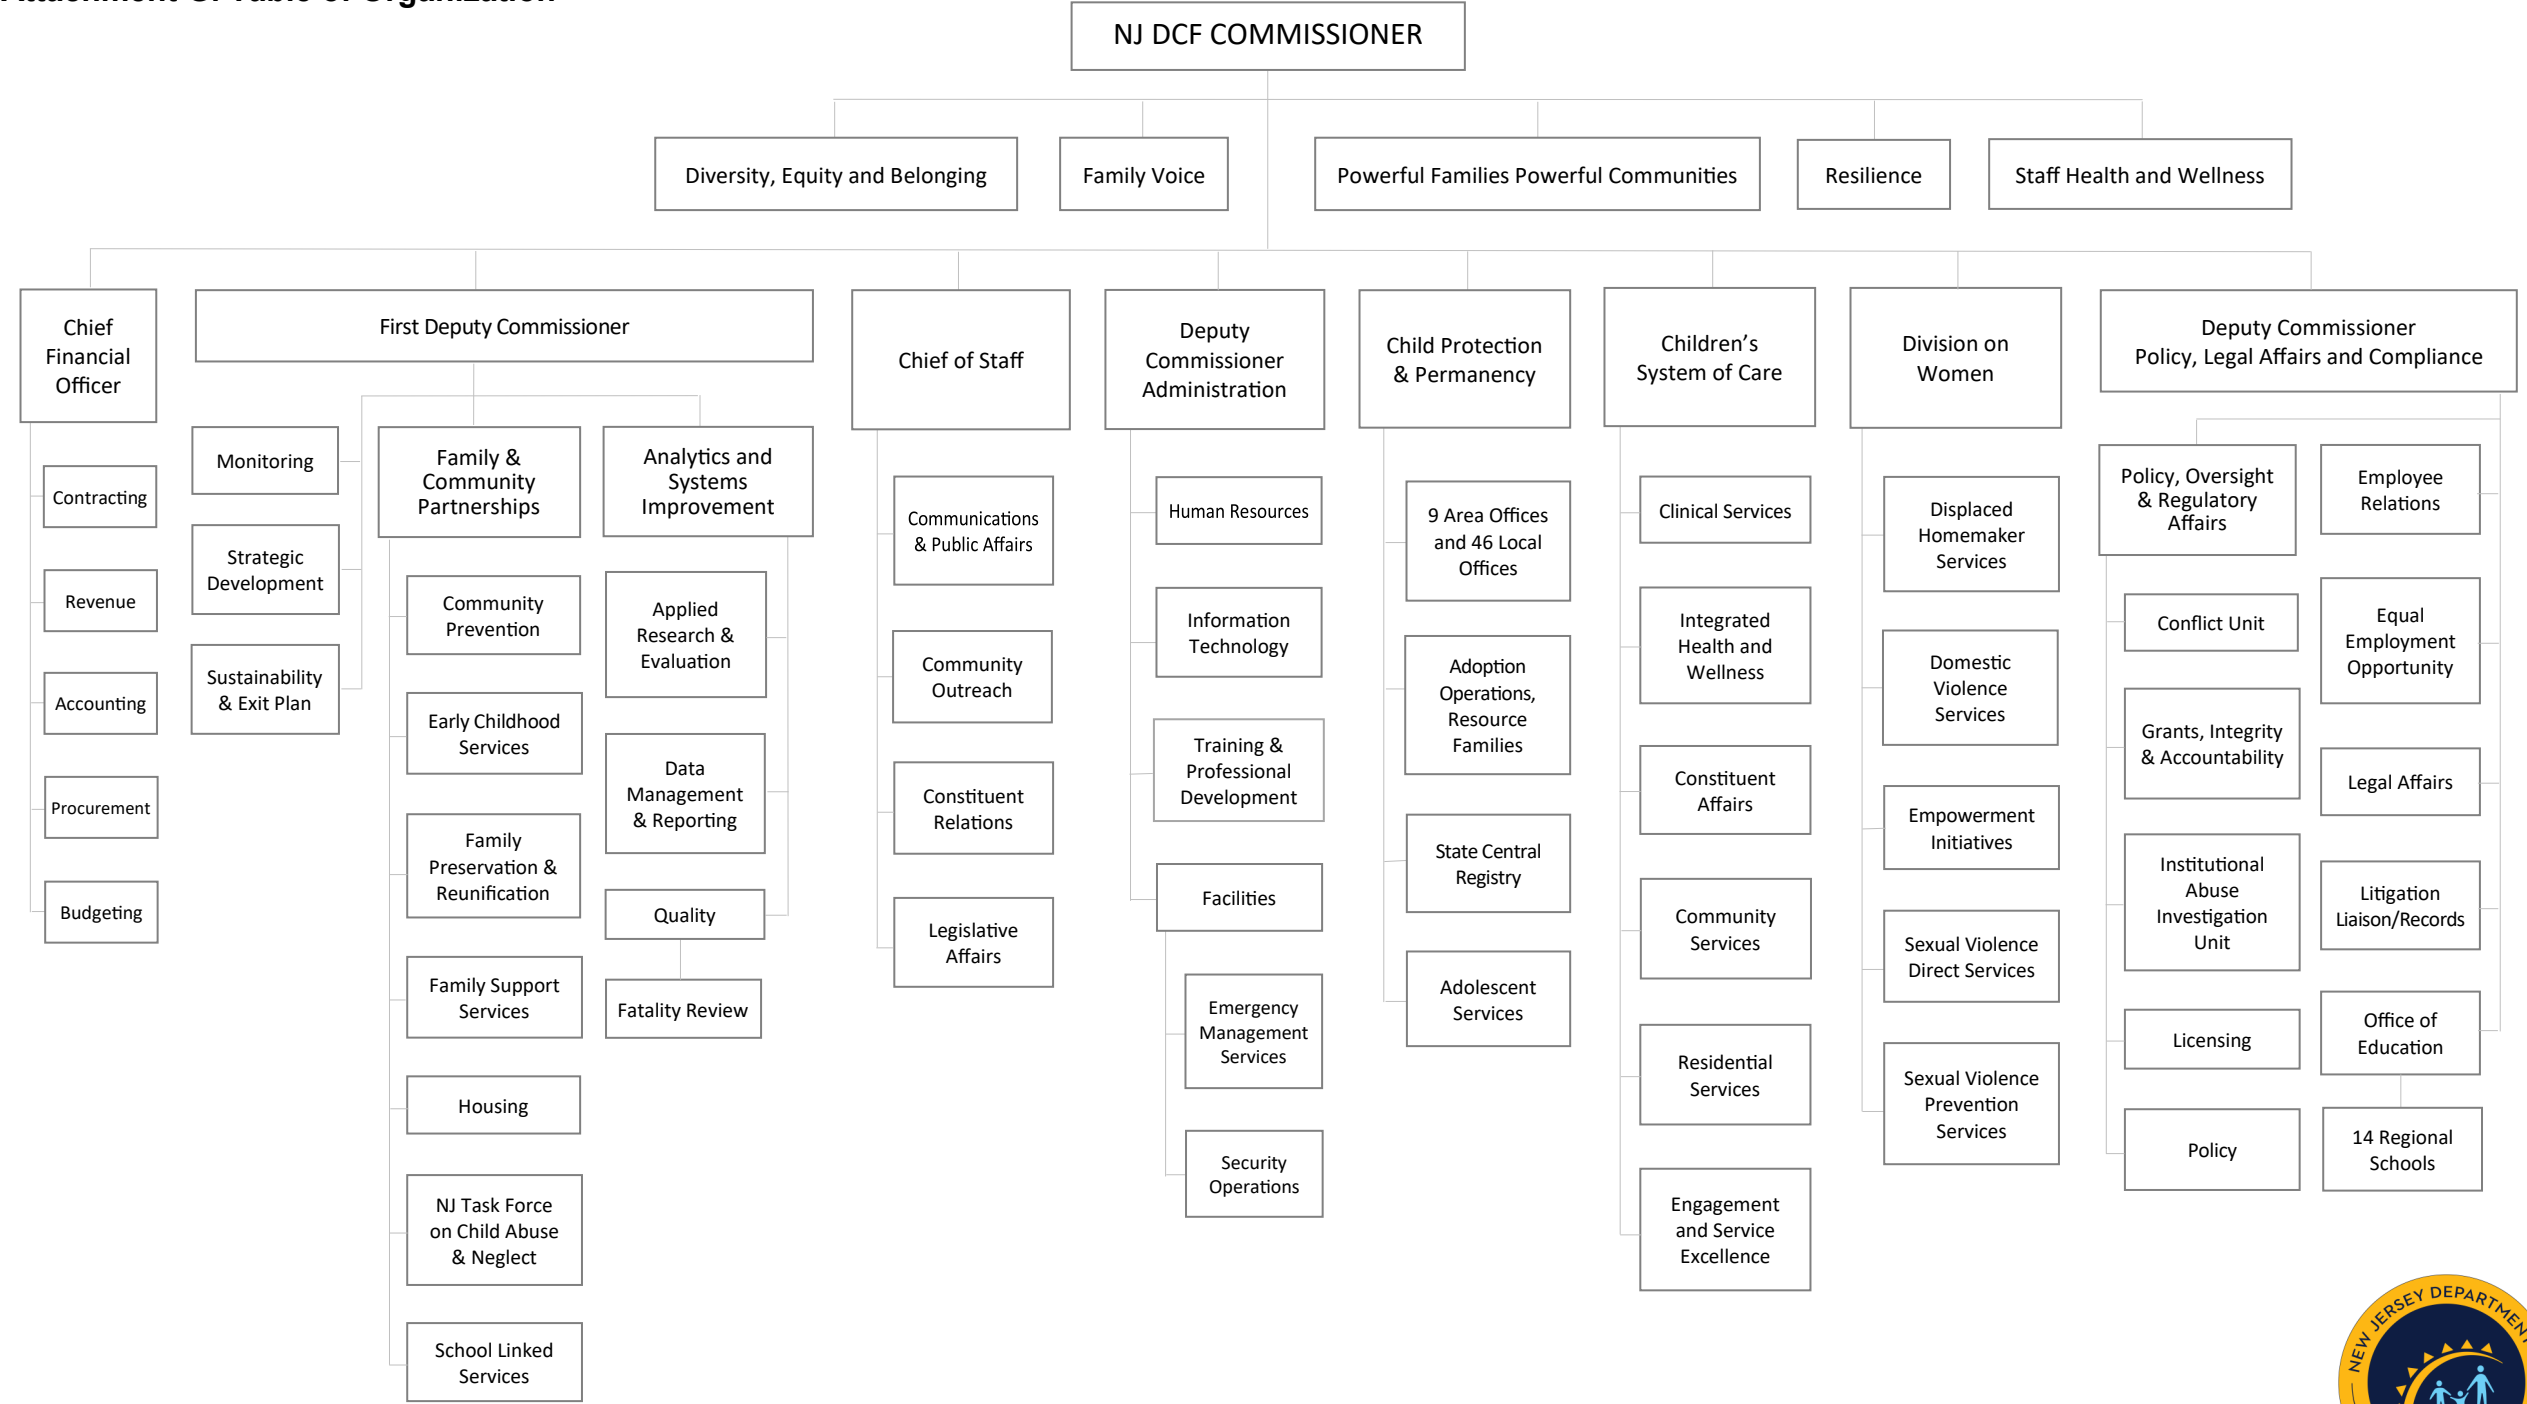 NJ DCF COMMISSIONER
Diversity, Equity and Belonging
Family Voice
Powerful Families Powerful Communities
Resilience
Staff Health and Wellness
Chief
Financial
Officer
Contracting
Revenue
Accounting
Procurement
Budgeting
First Deputy Commissioner
Monitoring
Strategic
Development
Sustainability
& Exit Plan
Family &
Community
Partnerships
Community
Prevention
Early Childhood
Services
Family
Preservation &
Reunification
Family Support
Services
Housing
NJ Task Force
on Child Abuse
& Neglect
School Linked
Services
Analytics and
Systems
Improvement
Applied
Research &
Evaluation
Data
Management
& Reporting
Quality
Fatality Review
Chief of Staff
Communications
& Public Affairs
Community
Outreach
Constituent
Relations
Legislative
Affairs
Deputy
Commissioner
Administration
Human Resources
Information
Technology
Training &
Professional
Development
Facilities
Emergency
Management
Services
Security
Operations
Child Protection
& Permanency
9 Area Offices
and 46 Local
Offices
Adoption
Operations,
Resource
Families
State Central
Registry
Adolescent
Services
Children’s
System of Care
Clinical Services
Integrated
Health and
Wellness
Constituent
Affairs
Community
Services
Residential
Services
Engagement
and Service
Excellence
Division on
Women
Displaced
Homemaker
Services
Domestic
Violence
Services
Empowerment
Initiatives
Sexual Violence
Direct Services
Sexual Violence
Prevention
Services
Deputy Commissioner
Policy, Legal Affairs and Compliance
Policy, Oversight
& Regulatory
Affairs
Conflict Unit
Grants, Integrity
& Accountability
Institutional
Abuse
Investigation
Unit
Licensing
Policy
Employee
Relations
Equal
Employment
Opportunity
Legal Affairs
Litigation
Liaison/Records
Office of
Education
14 Regional
Schools
NEW JERSEY